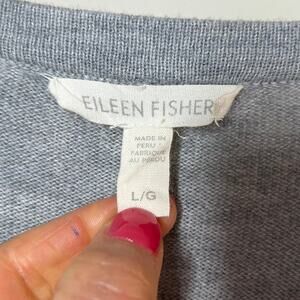 EILEEN FISHER
MADE IN
PERU
FABRIQUÉ
AU PÉROU
L/G